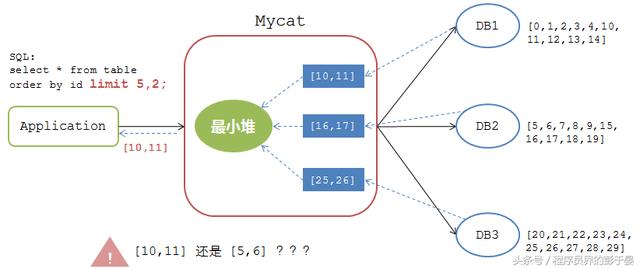 Mycat
SQL:
select * from table
order by id limit 5,2;
Application
[10,11]
最小堆
[10,11]
[16,17]
[25,26]
DB1
[0,1,2,3,4,10,
11,12,13,14]
DB2
[5,6,7,8,9,15,
16,17,18,19]
DB3
[20,21,22,23,24,
25,26,27,28,29]
! [10,11] 还是 [5,6] ？？？
头条号 / 程序员界的彭于晏